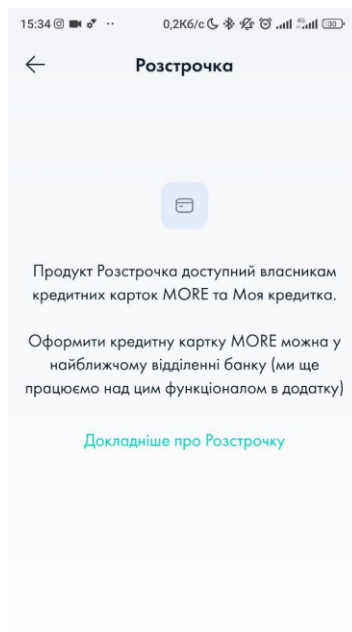 15:34
0,2Кб/с 4G 30
Розстрочка
Продукт Розстрочка доступний власникам
кредитних карток MORE та Моя кредитка.
Оформити кредитну картку MORE можна у
найближчому відділенні банку (ми ще
працюємо над цим функціоналом в додатку)
Докладніше про Розстрочку